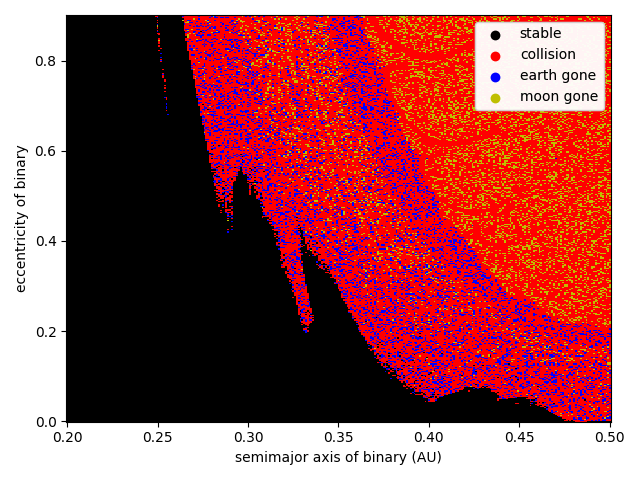 stable
collision
earth gone
moon gone
0.8
0.6
0.4
0.2
0.0
eccentricity of binary
0.20 0.25 0.30 0.35 0.40 0.45 0.50
semimajor axis of binary (AU)